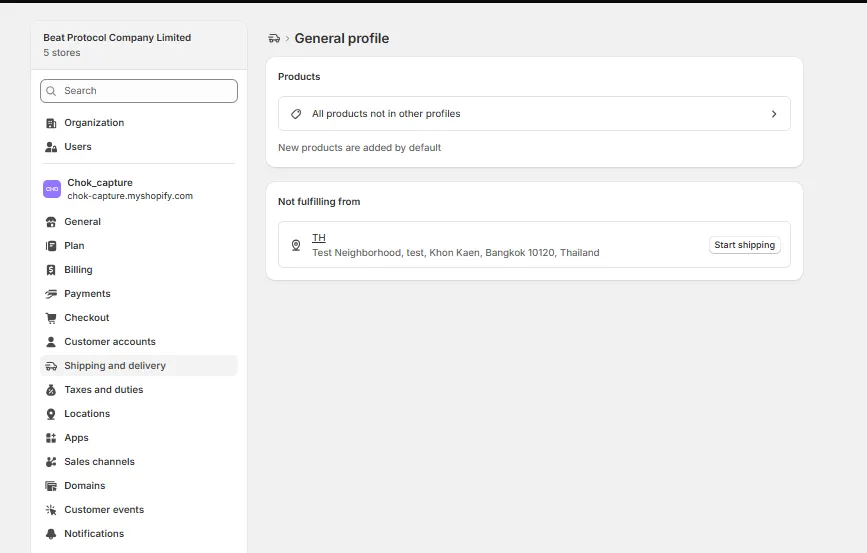 Beat Protocol Company Limited
5 stores
Search
Organization
Users
CHO
Chok_capture
chok-capture.myshopify.com
General
Plan
Billing
Payments
Checkout
Customer accounts
Shipping and delivery
Taxes and duties
Locations
Apps
Sales channels
Domains
Customer events
Notifications
General profile
Products
All products not in other profiles
New products are added by default
Not fulfilling from
TH
Test Neighborhood, test, Khon Kaen, Bangkok 10120, Thailand
Start shipping